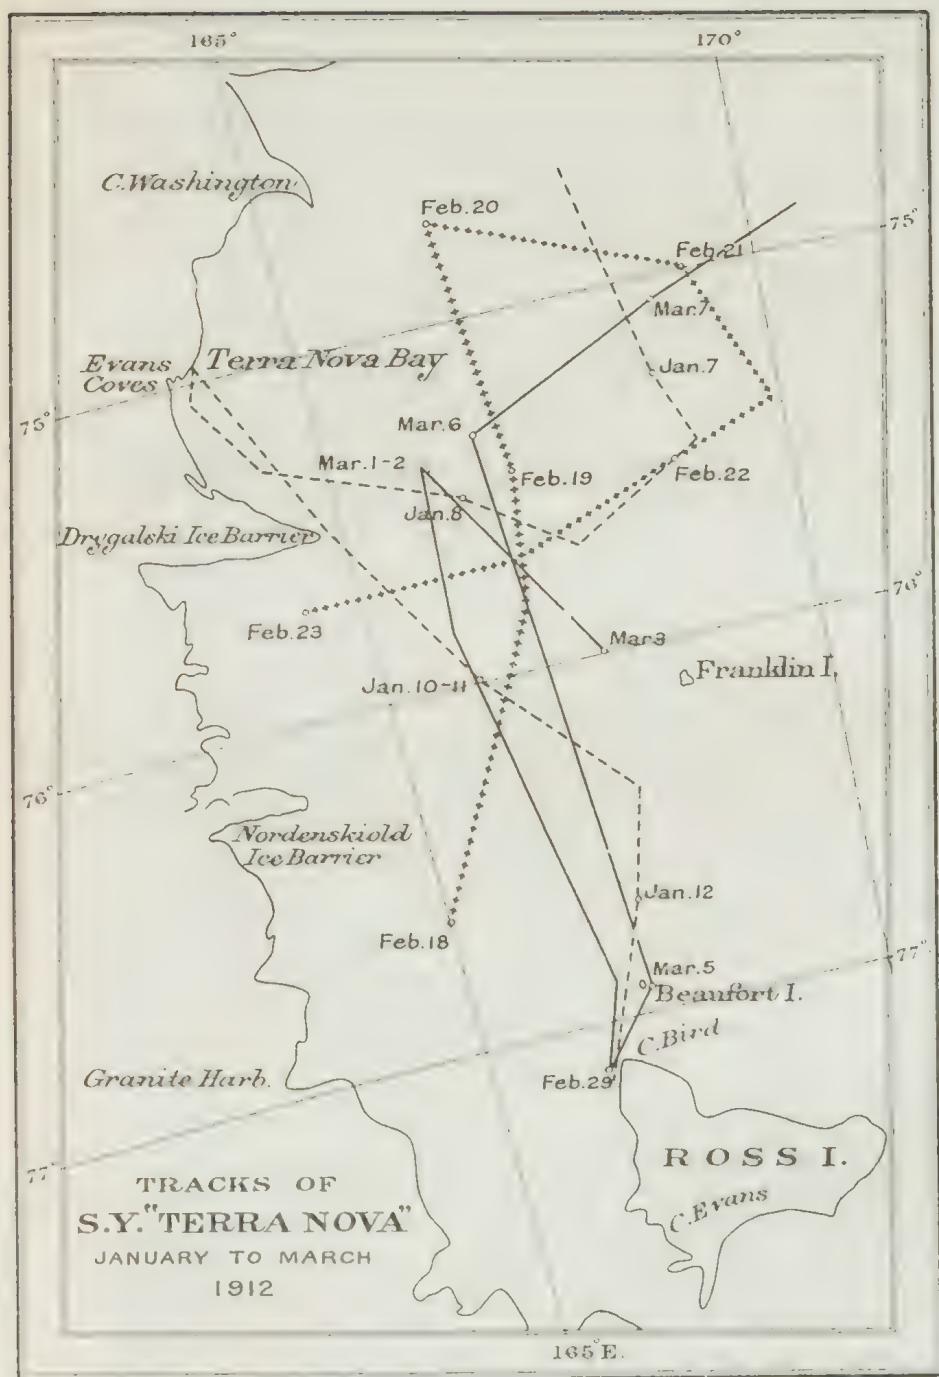 165°
170°
C.Washington
Feb.20
75°
Feb.21
Mar.7
Evans
Coves
Terra Nova Bay
Jan.7
75°
Mar.6
Mar.1-2
Feb.19
Feb.22
Jan.8
Drygalski Ice Barrier
76°
Feb.23
Mar3
Jan.10-11
Franklin I.
76°
Nordenskiold
Ice Barrier
Jan.12
Feb.18
77°
Mar.5
Beaufort I.
C.Bird
Granite Harb.
Feb.29
77°
ROSS I.
C.Evans
TRACKS OF
S.Y. "TERRA NOVA"
JANUARY TO MARCH
1912
165°E.